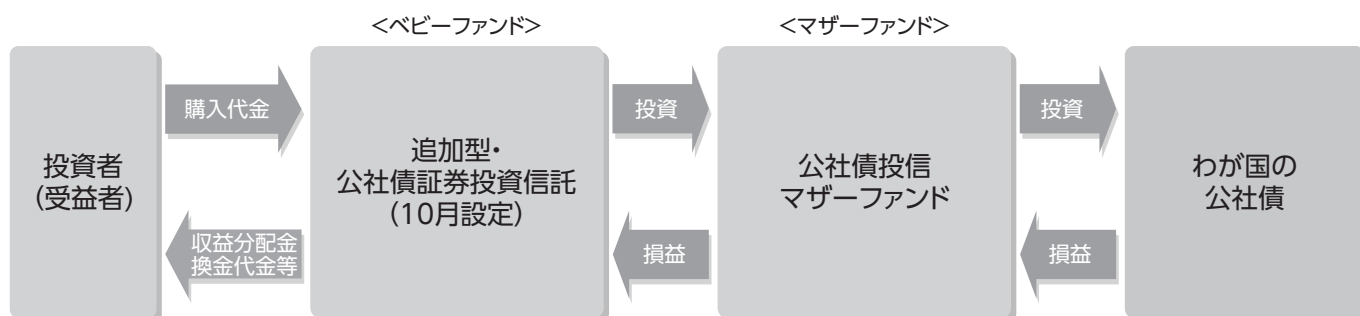 <ベビーファンド>
<マザーファンド>
投資者
(受益者)
購入代金
収益分配金
換金代金等
追加型・
公社債証券投資信託
(10月設定)
投資
損益
公社債投信
マザーファンド
投資
損益
わが国の
公社債